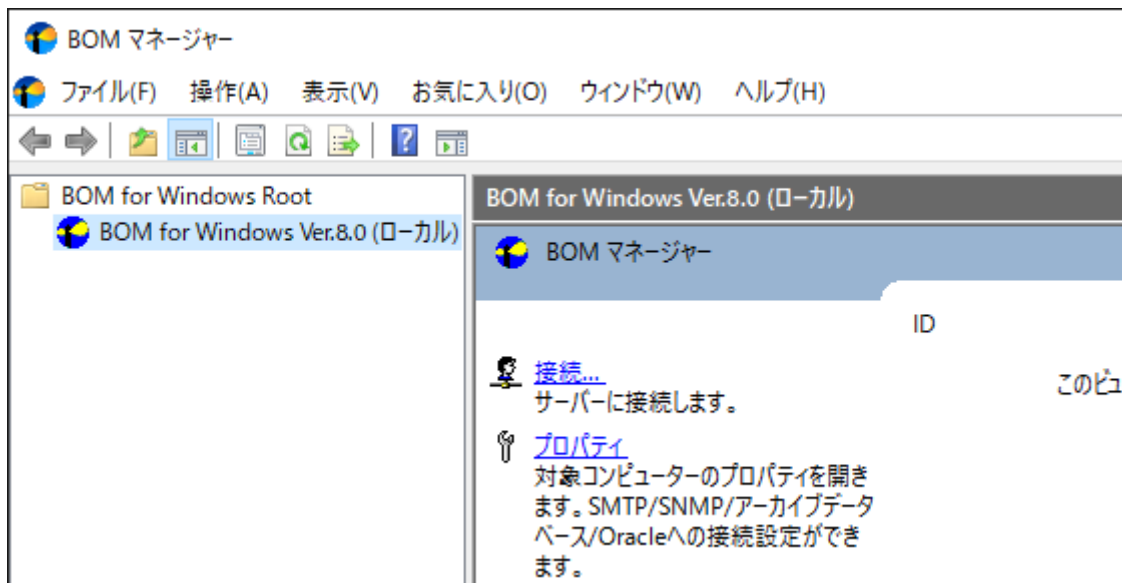 BOM マネージャー
ファイル(F) 操作(A) 表示(V) お気に入り(O) ウィンドウ(W) ヘルプ(H)
BOM for Windows Root
BOM for Windows Ver.8.0 (ローカル)
BOM for Windows Ver.8.0 (ローカル)
BOM マネージャー
ID
接続...
サーバーに接続します。
このビュ
プロパティ
対象コンピューターのプロパティを開き
ます。SMTP/SNMP/アーカイブデータ
ベース/Oracleへの接続設定ができ
ます。